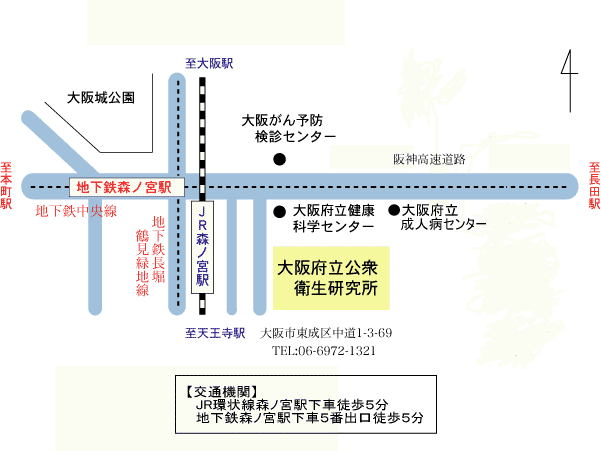 至大阪駅
大阪城公園
大阪がん予防
検診センター
阪神高速道路
至本町駅
地下鉄森ノ宮駅
至長田駅
地下鉄中央線
地下鉄長堀
鶴見緑地線
JR森ノ宮駅
大阪府立健康
科学センター
大阪府立
成人病センター
大阪府立公衆
衛生研究所
至天王寺駅
大阪市東成区中道1-3-69
TEL:06-6972-1321
【交通機関】
JR環状線森ノ宮駅下車徒歩5分
地下鉄森ノ宮駅下車5番出口徒歩5分